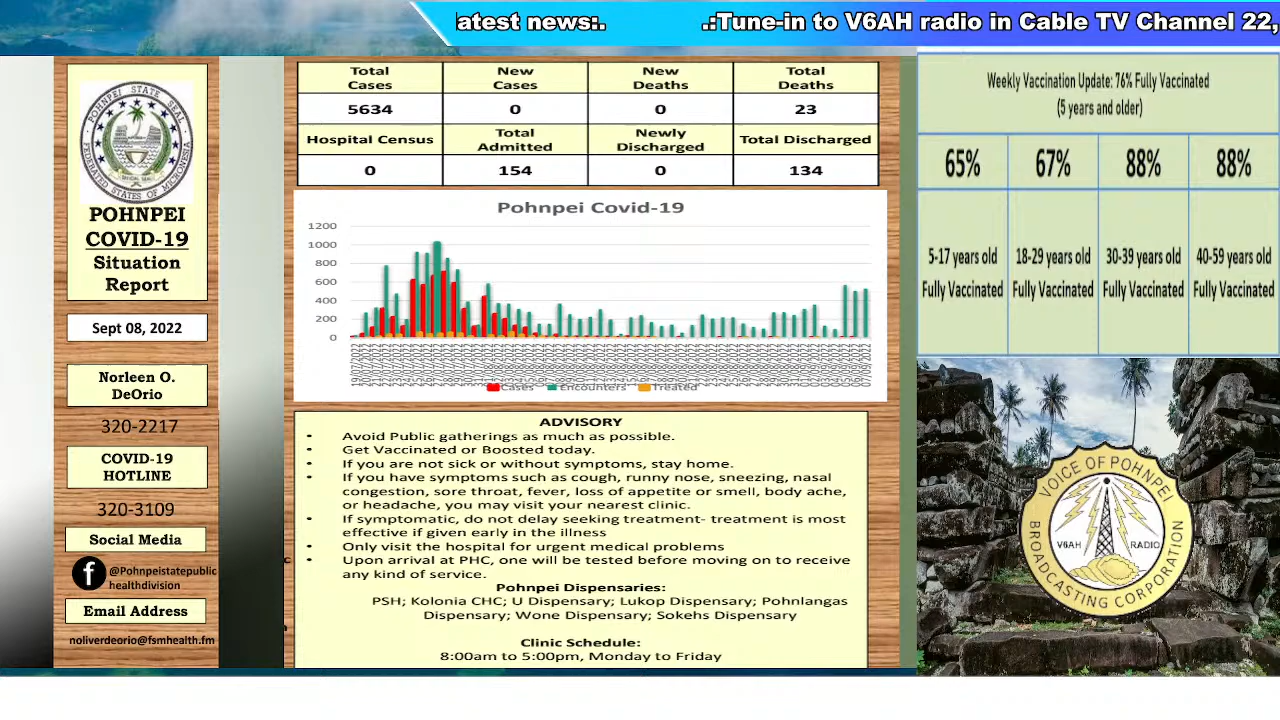 atest news:.
.:Tune-in to V6AH radio in Cable TV Channel 22,
POHNPEI STATE SEAL
FEDERATED STATES OF MICRONESIA
POHNPEI
COVID-19
Situation
Report
Sept 08, 2022
Norleen O.
DeOrio
320-2217
COVID-19
HOTLINE
320-3109
Social Media
@Pohnpeistatepublic
healthdivision
Email Address
noliverdeorio@fsmhealth.fm
Total Cases
New Cases
New Deaths
Total Deaths
5634
0
0
23
Hospital Census
Total Admitted
Newly Discharged
Total Discharged
0
154
0
134
Pohnpei Covid-19
1200
1000
800
600
400
200
0
Cases
Encounters
Treated
ADVISORY
• Avoid Public gatherings as much as possible.
• Get Vaccinated or Boosted today.
• If you are not sick or without symptoms, stay home.
• If you have symptoms such as cough, runny nose, sneezing, nasal
congestion, sore throat, fever, loss of appetite or smell, body ache,
or headache, you may visit your nearest clinic.
• If symptomatic, do not delay seeking treatment- treatment is most
effective if given early in the illness
• Only visit the hospital for urgent medical problems
• Upon arrival at PHC, one will be tested before moving on to receive
any kind of service.
Pohnpei Dispensaries:
PSH; Kolonia CHC; U Dispensary; Lukop Dispensary; Pohnlangas
Dispensary; Wone Dispensary; Sokehs Dispensary
Clinic Schedule:
8:00am to 5:00pm, Monday to Friday
Weekly Vaccination Update: 76% Fully Vaccinated
(5 years and older)
65%
67%
88%
88%
5-17 years old
Fully Vaccinated
18-29 years old
Fully Vaccinated
30-39 years old
Fully Vaccinated
40-59 years old
Fully Vaccinated
VOICE OF POHNPEI
V6AH RADIO
BROADCASTING CORPORATION